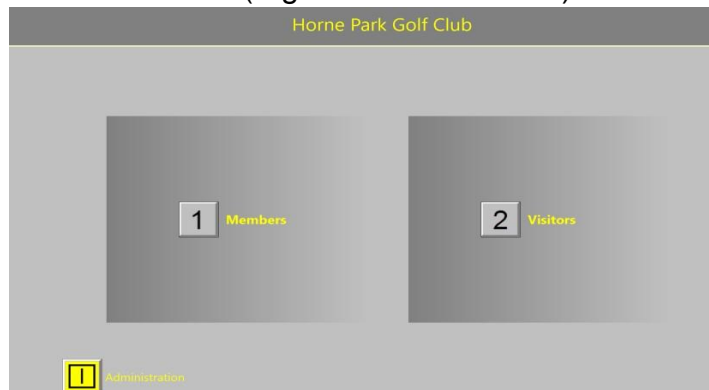 Horne Park Golf Club
1 Members
2 Visitors
I Administration